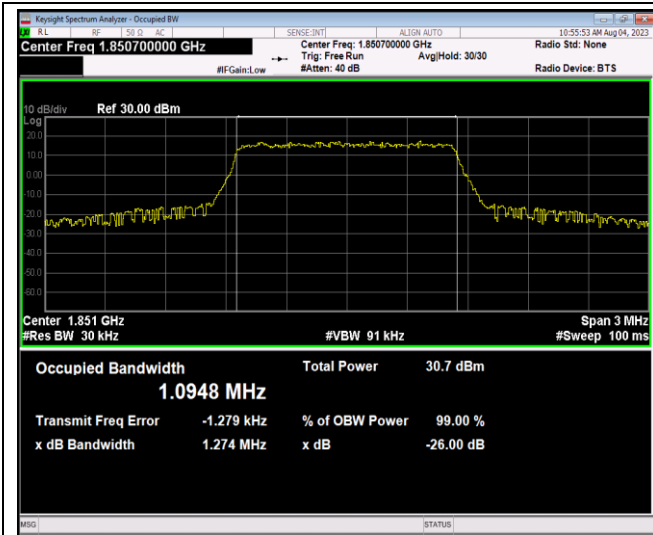 Keysight Spectrum Analyzer - Occupied BW
LXI RL RF 50 Ω AC SENSE:INT ALIGN AUTO 10:55:53 AM Aug 04, 2023
Center Freq 1.850700000 GHz Center Freq: 1.850700000 GHz Radio Std: None
Trig: Free Run Avg|Hold: 30/30
#IFGain:Low #Atten: 40 dB Radio Device: BTS
10 dB/div Ref 30.00 dBm
Log
20.0
10.0
0.00
-10.0
-20.0
-30.0
-40.0
-50.0
-60.0
Center 1.851 GHz Span 3 MHz
#Res BW 30 kHz #VBW 91 kHz #Sweep 100 ms
Occupied Bandwidth Total Power 30.7 dBm
1.0948 MHz
Transmit Freq Error -1.279 kHz % of OBW Power 99.00 %
x dB Bandwidth 1.274 MHz x dB -26.00 dB
MSG STATUS